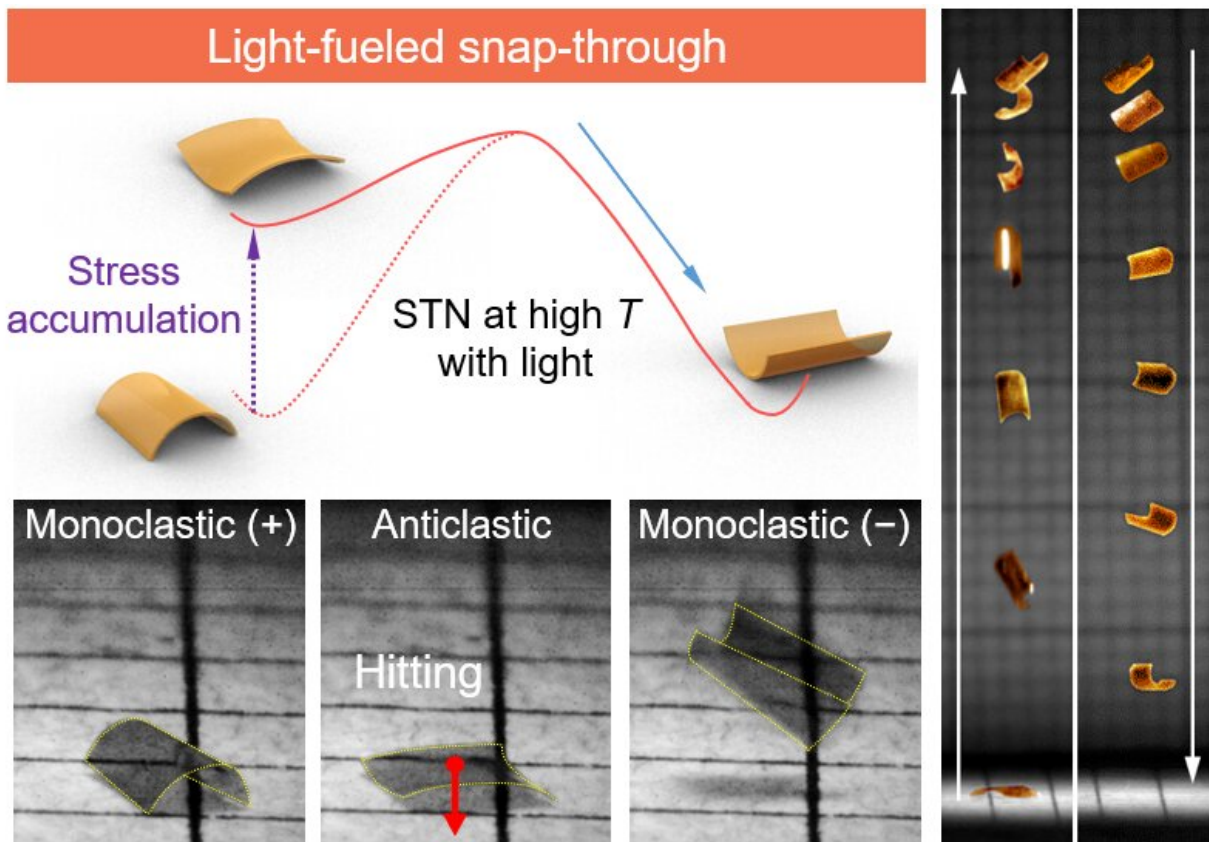 Light-fueled snap-through
Stress
accumulation
STN at high T
with light
Monoclastic (+)
Anticlastic
Monoclastic (−)
Hitting